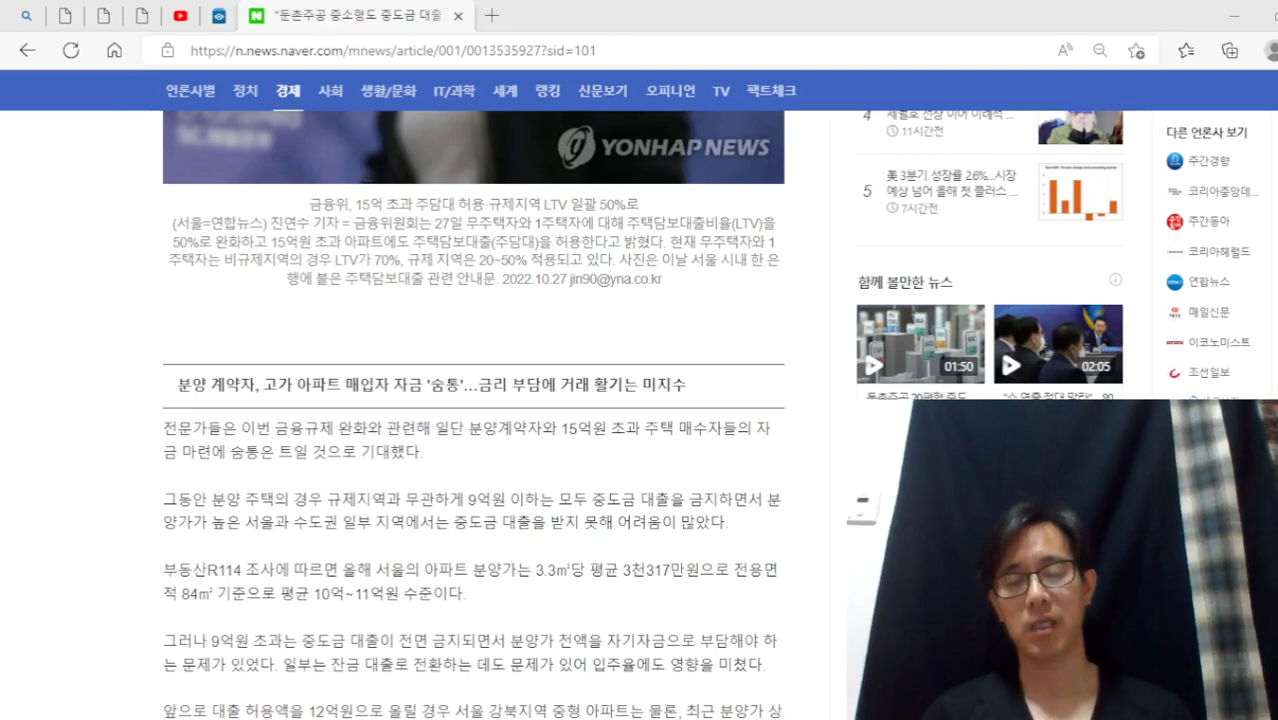 "둔촌주공 중소형도 중도금 대출
https://n.news.naver.com/mnews/article/001/0013535927?sid=101
언론사별 정치 경제 사회 생활/문화 IT/과학 세계 랭킹 신문보기 오피니언 TV 팩트체크
YONHAP NEWS
금융위, 15억 초과 주담대 허용·규제지역 LTV 일괄 50%로
(서울=연합뉴스) 진연수 기자 = 금융위원회는 27일 무주택자와 1주택자에 대해 주택담보대출비율(LTV)을
50%로 완화하고 15억원 초과 아파트에도 주택담보대출(주담대)을 허용한다고 밝혔다. 현재 무주택자와 1
주택자는 비규제지역의 경우 LTV가 70%, 규제 지역은 20~50% 적용되고 있다. 사진은 이날 서울 시내 한 은
행에 붙은 주택담보대출 관련 안내문. 2022.10.27 jin90@yna.co.kr
분양 계약자, 고가 아파트 매입자 자금 '숨통'…금리 부담에 거래 활기는 미지수
전문가들은 이번 금융규제 완화와 관련해 일단 분양계약자와 15억원 초과 주택 매수자들의 자
금 마련에 숨통은 트일 것으로 기대했다.
그동안 분양 주택의 경우 규제지역과 무관하게 9억원 이하는 모두 중도금 대출을 금지하면서 분
양가가 높은 서울과 수도권 일부 지역에서는 중도금 대출을 받지 못해 어려움이 많았다.
부동산R114 조사에 따르면 올해 서울의 아파트 분양가는 3.3㎡당 평균 3천317만원으로 전용면
적 84㎡ 기준으로 평균 10억~11억원 수준이다.
그러나 9억원 초과는 중도금 대출이 전면 금지되면서 분양가 전액을 자기자금으로 부담해야 하
는 문제가 있었다. 일부는 잔금 대출로 전환하는 데도 문제가 있어 입주율에도 영향을 미쳤다.
앞으로 대출 허용액을 12억원으로 올릴 경우 서울 강북지역 중형 아파트는 물론, 최근 분양가 상
4
11시간전
5
美 3분기 성장률 2.6%…시장
예상 넘어 올해 첫 플러스 ...
7시간전
함께 볼만한 뉴스
01:50
02:05
다른 언론사 보기
주간경향
코리아중앙데...
주간동아
코리아헤럴드
연합뉴스
매일신문
이코노미스트
조선일보